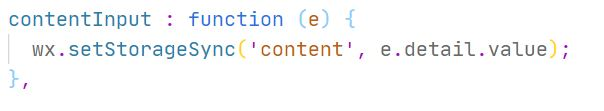 contentInput : function (e) {
wx.setStorageSync('content', e.detail.value);
},